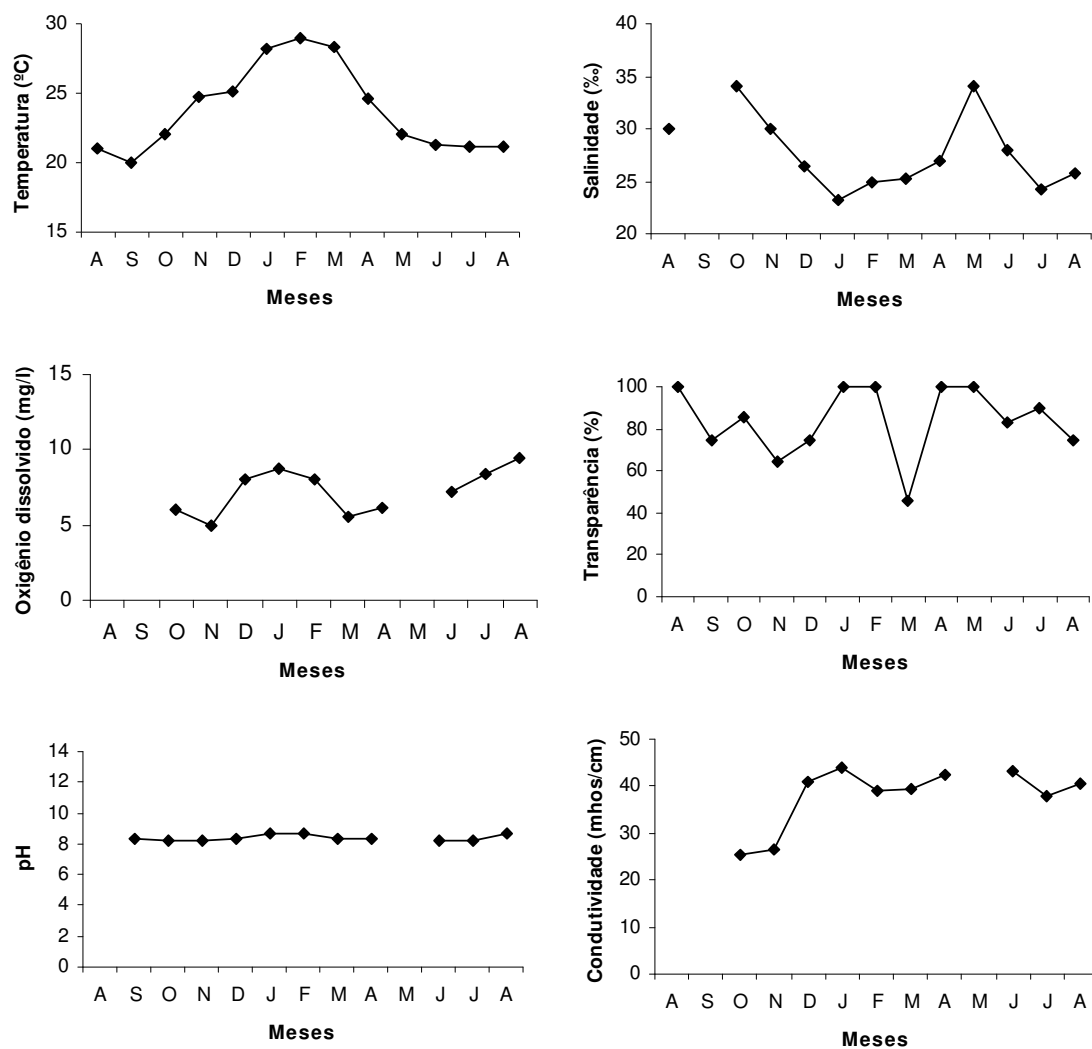 Temperatura (ºC)
30
25
20
15
A S O N D J F M A M J J A
Meses
Salinidade (‰)
40
35
30
25
20
A S O N D J F M A M J J A
Meses
Oxigênio dissolvido (mg/l)
15
10
5
0
A S O N D J F M A M J J A
Meses
Transparência (%)
100
80
60
40
20
0
A S O N D J F M A M J J A
Meses
pH
14
12
10
8
6
4
2
0
A S O N D J F M A M J J A
Meses
Condutividade (mhos/cm)
50
40
30
20
10
0
A S O N D J F M A M J J A
Meses